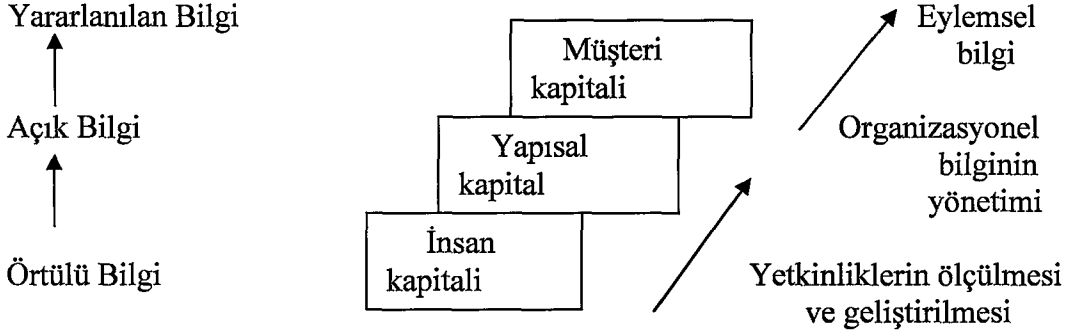 Yararlanılan Bilgi
Açık Bilgi
Örtülü Bilgi
Müşteri
kapitali
Yapısal
kapital
İnsan
kapitali
Eylemsel
bilgi
Organizasyonel
bilginin
yönetimi
Yetkinliklerin ölçülmesi
ve geliştirilmesi